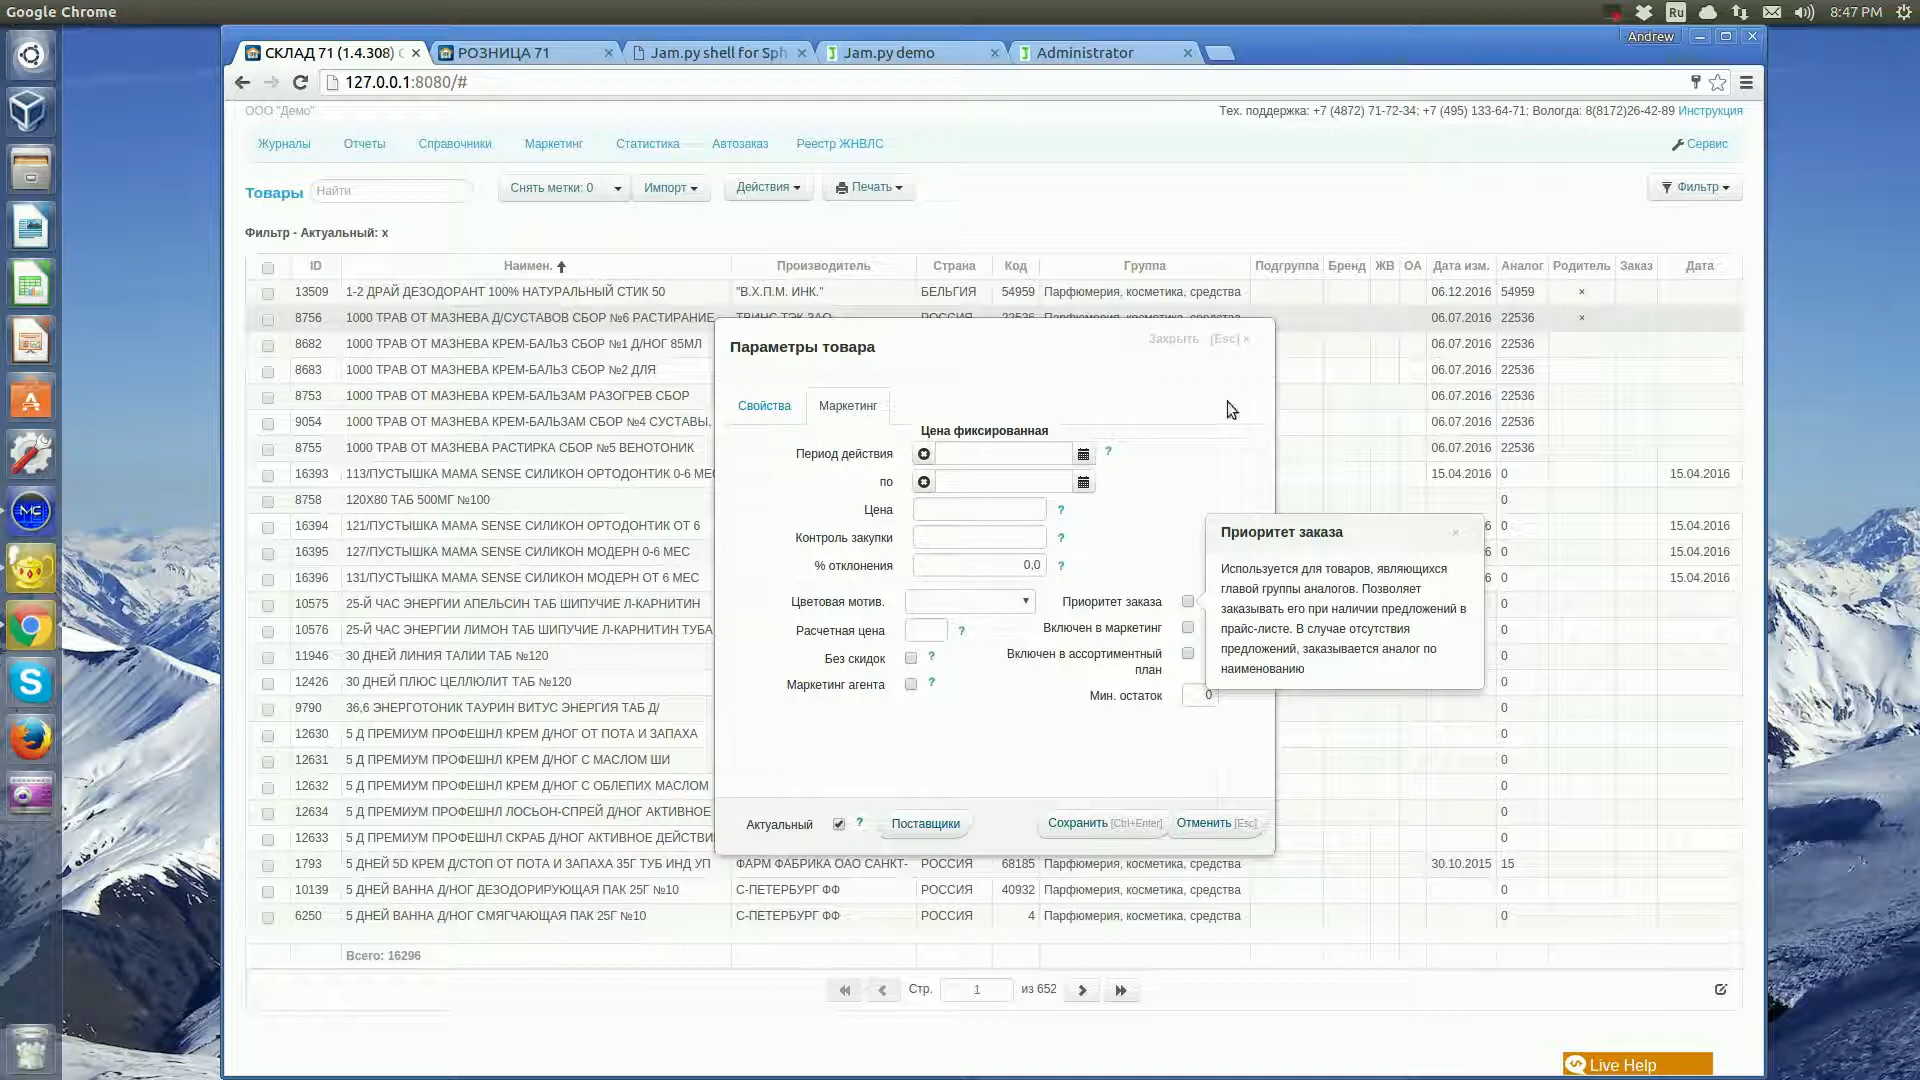 Google Chrome
Ru
8:47 PM
Andrew
СКЛАД 71 (1.4.308)
РОЗНИЦА 71
Jam.py shell for Sph
Jam.py demo
Administrator
127.0.0.1:8080/#
ООО "Демо"
Тех. поддержка: +7 (4872) 71-72-34; +7 (495) 133-64-71; Вологда: 8(8172)26-42-89 Инструкция
Журналы Отчеты Справочники Маркетинг Статистика Автозаказ Реестр ЖНВЛС Сервис
Товары Найти Снять метки: 0 Импорт Действия Печать Фильтр
Фильтр - Актуальный: x
ID Наимен. Производитель Страна Код Группа Подгруппа Бренд ЖВ ОА Дата изм. Аналог Родитель Заказ Дата
13509 1-2 ДРАЙ ДЕЗОДОРАНТ 100% НАТУРАЛЬНЫЙ СТИК 50 "В.Х.П.М. ИНК." БЕЛЬГИЯ 54959 Парфюмерия, косметика, средства 06.12.2016 54959 ×
8756 1000 ТРАВ ОТ МАЗНЕВА Д/СУСТАВОВ СБОР №6 РАСТИРАНИЕ ТВИНС ТЭК ЗАО РОССИЯ 22536 Парфюмерия, косметика, средства 06.07.2016 22536 ×
8682 1000 ТРАВ ОТ МАЗНЕВА КРЕМ-БАЛЬЗ СБОР №1 Д/НОГ 85МЛ 06.07.2016 22536
8683 1000 ТРАВ ОТ МАЗНЕВА КРЕМ-БАЛЬЗ СБОР №2 ДЛЯ 06.07.2016 22536
8753 1000 ТРАВ ОТ МАЗНЕВА КРЕМ-БАЛЬЗАМ РАЗОГРЕВ СБОР 06.07.2016 22536
9054 1000 ТРАВ ОТ МАЗНЕВА КРЕМ-БАЛЬЗАМ СБОР №4 СУСТАВЫ, 06.07.2016 22536
8755 1000 ТРАВ ОТ МАЗНЕВА РАСТИРКА СБОР №5 ВЕНОТОНИК 06.07.2016 22536
16393 113/ПУСТЫШКА МАМА SENSE СИЛИКОН ОРТОДОНТИК 0-6 МЕС 15.04.2016 0 15.04.2016
8758 120Х80 ТАБ 500МГ №100 0
16394 121/ПУСТЫШКА МАМА SENSE СИЛИКОН ОРТОДОНТИК ОТ 6 6 0 15.04.2016
16395 127/ПУСТЫШКА МАМА SENSE СИЛИКОН МОДЕРН 0-6 МЕС 6 0 15.04.2016
16396 131/ПУСТЫШКА МАМА SENSE СИЛИКОН МОДЕРН ОТ 6 МЕС 6 0 15.04.2016
10575 25-Й ЧАС ЭНЕРГИИ АПЕЛЬСИН ТАБ ШИПУЧИЕ Л-КАРНИТИН 0
10576 25-Й ЧАС ЭНЕРГИИ ЛИМОН ТАБ ШИПУЧИЕ Л-КАРНИТИН ТУБА 0
11946 30 ДНЕЙ ЛИНИЯ ТАЛИИ ТАБ №120 0
12426 30 ДНЕЙ ПЛЮС ЦЕЛЛЮЛИТ ТАБ №120 0
9790 36,6 ЭНЕРГОТОНИК ТАУРИН ВИТУС ЭНЕРГИЯ ТАБ Д/ 0
12630 5 Д ПРЕМИУМ ПРОФЕШНЛ КРЕМ Д/НОГ ОТ ПОТА И ЗАПАХА 0
12631 5 Д ПРЕМИУМ ПРОФЕШНЛ КРЕМ Д/НОГ С МАСЛОМ ШИ 0
12632 5 Д ПРЕМИУМ ПРОФЕШНЛ КРЕМ Д/НОГ С ОБЛЕПИХ МАСЛОМ 0
12634 5 Д ПРЕМИУМ ПРОФЕШНЛ ЛОСЬОН-СПРЕЙ Д/НОГ АКТИВНОЕ 0
12633 5 Д ПРЕМИУМ ПРОФЕШНЛ СКРАБ Д/НОГ АКТИВНОЕ ДЕЙСТВИ 0
1793 5 ДНЕЙ 5D КРЕМ Д/СТОП ОТ ПОТА И ЗАПАХА 35Г ТУБ ИНД УП ФАРМ ФАБРИКА ОАО САНКТ- РОССИЯ 68185 Парфюмерия, косметика, средства 30.10.2015 15
10139 5 ДНЕЙ ВАННА Д/НОГ ДЕЗОДОРИРУЮЩАЯ ПАК 25Г №10 С-ПЕТЕРБУРГ ФФ РОССИЯ 40932 Парфюмерия, косметика, средства 0
6250 5 ДНЕЙ ВАННА Д/НОГ СМЯГЧАЮЩАЯ ПАК 25Г №10 С-ПЕТЕРБУРГ ФФ РОССИЯ 4 Парфюмерия, косметика, средства 0
Всего: 16296
Стр. 1 из 652
Параметры товара Закрыть [Esc] ×
Свойства Маркетинг
Цена фиксированная
Период действия ?
по
Цена ?
Контроль закупки ?
% отклонения 0,0 ?
Цветовая мотив. Приоритет заказа
Расчетная цена ? Включен в маркетинг
Без скидок ? Включен в ассортиментный
план
Маркетинг агента ? Мин. остаток 0
Актуальный ? Поставщики Сохранить [Ctrl+Enter] Отменить [Esc]
Приоритет заказа ×
Используется для товаров, являющихся
главой группы аналогов. Позволяет
заказывать его при наличии предложений в
прайс-листе. В случае отсутствия
предложений, заказывается аналог по
наименованию
Live Help